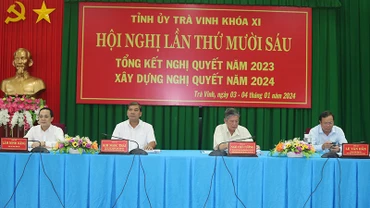 TỈNH ỦY TRÀ VINH KHÓA XI
HỘI NGHỊ LẦN THỨ MƯỜI SÁU
TỔNG KẾT NGHỊ QUYẾT NĂM 2023
XÂY DỰNG NGHỊ QUYẾT NĂM 2024
Trà Vinh, ngày 03 - 04 tháng 01 năm 2024